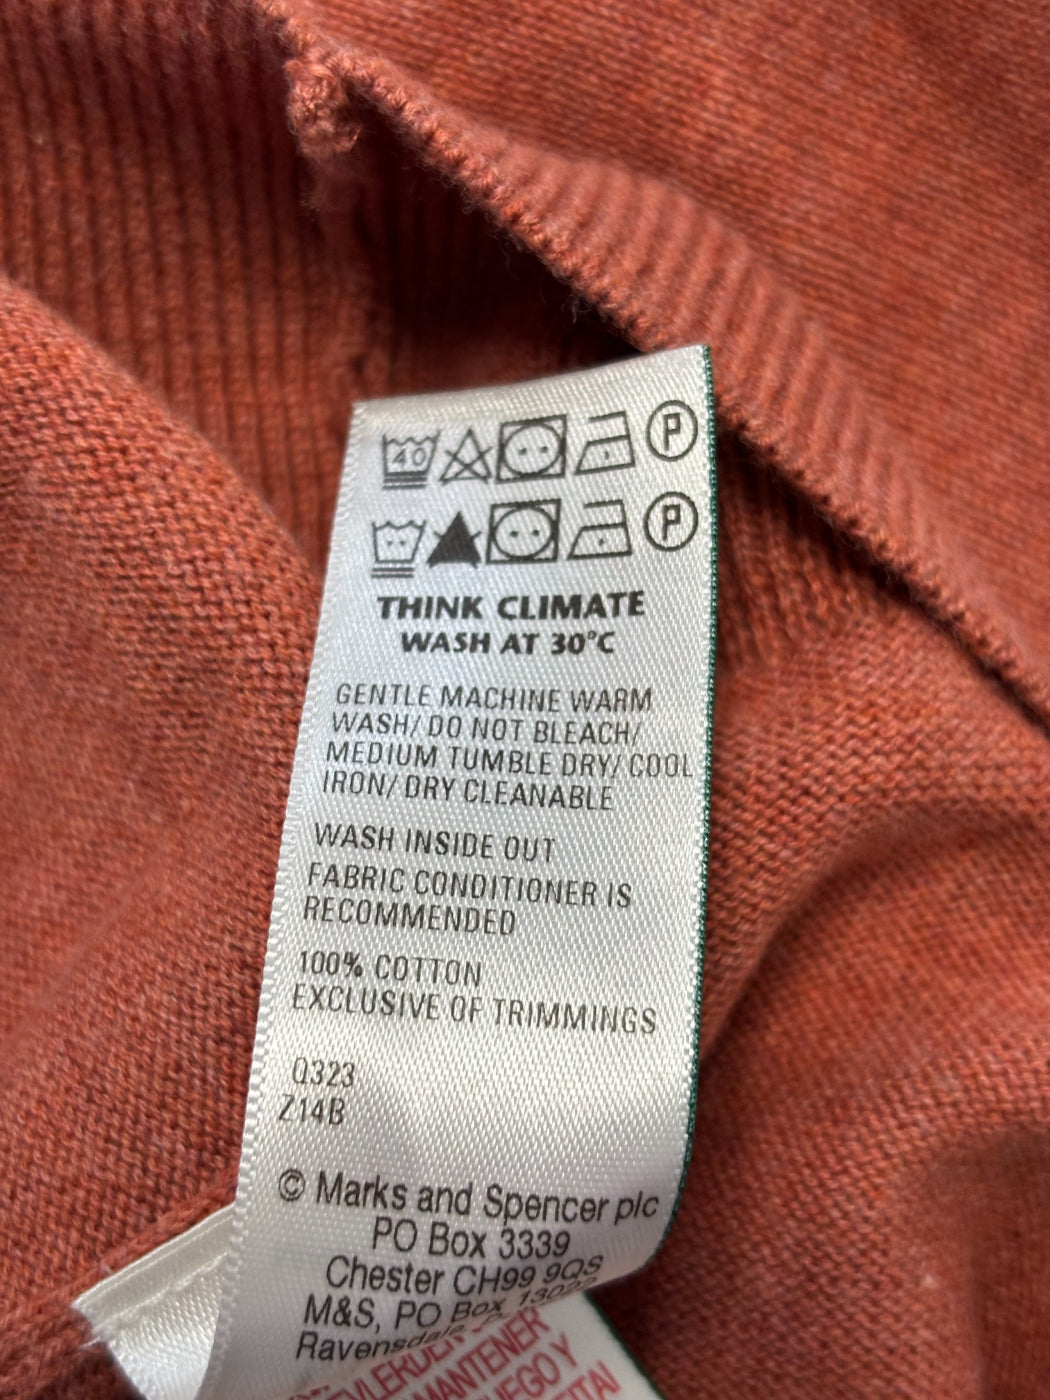 40
P
P
THINK CLIMATE
WASH AT 30°C
GENTLE MACHINE WARM
WASH/ DO NOT BLEACH/
MEDIUM TUMBLE DRY/ COOL
IRON/ DRY CLEANABLE
WASH INSIDE OUT
FABRIC CONDITIONER IS
RECOMMENDED
100% COTTON
EXCLUSIVE OF TRIMMINGS
Q323
Z14B
© Marks and Spencer plc
PO Box 3339
Chester CH99 9QS
M&S, PO Box
MANTENER
Y